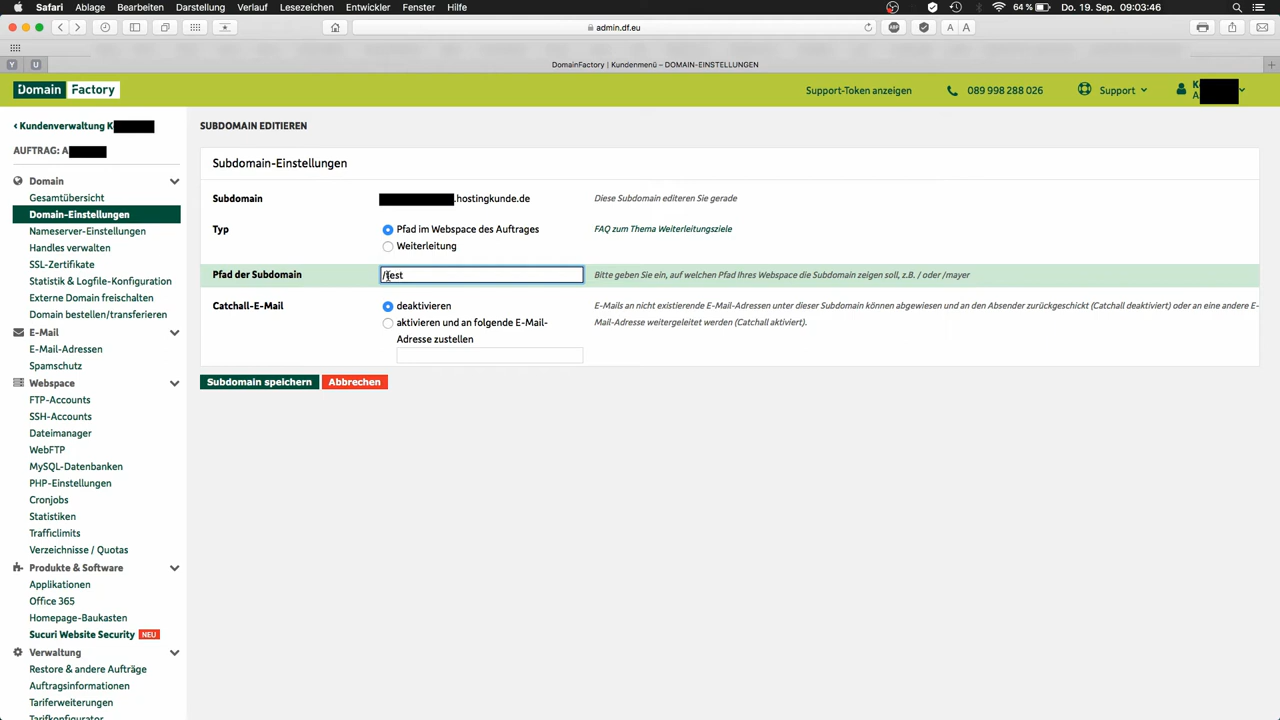 Safari Ablage Bearbeiten Darstellung Verlauf Lesezeichen Entwickler Fenster Hilfe 64 % Do. 19. Sep. 09:03:46
admin.df.eu
Y U DomainFactory | Kundenmenü – DOMAIN-EINSTELLUNGEN
Domain Factory Support-Token anzeigen 089 998 288 026 Support
‹ Kundenverwaltung K
AUFTRAG: A
Domain
Gesamtübersicht
Domain-Einstellungen
Nameserver-Einstellungen
Handles verwalten
SSL-Zertifikate
Statistik & Logfile-Konfiguration
Externe Domain freischalten
Domain bestellen/transferieren
E-Mail
E-Mail-Adressen
Spamschutz
Webspace
FTP-Accounts
SSH-Accounts
Dateimanager
WebFTP
MySQL-Datenbanken
PHP-Einstellungen
Cronjobs
Statistiken
Trafficlimits
Verzeichnisse / Quotas
Produkte & Software
Applikationen
Office 365
Homepage-Baukasten
Sucuri Website Security NEU
Verwaltung
Restore & andere Aufträge
Auftragsinformationen
Tariferweiterungen
Tarifkonfigurator
SUBDOMAIN EDITIEREN
Subdomain-Einstellungen
Subdomain .hostingkunde.de Diese Subdomain editeren Sie gerade
Typ Pfad im Webspace des Auftrages FAQ zum Thema Weiterleitungsziele
Weiterleitung
Pfad der Subdomain /test Bitte geben Sie ein, auf welchen Pfad Ihres Webspace die Subdomain zeigen soll, z.B. / oder /mayer
Catchall-E-Mail deaktivieren E-Mails an nicht existierende E-Mail-Adressen unter dieser Subdomain können abgewiesen und an den Absender zurückgeschickt (Catchall deaktiviert) oder an eine andere E-
aktivieren und an folgende E-Mail- Mail-Adresse weitergeleitet werden (Catchall aktiviert).
Adresse zustellen
Subdomain speichern Abbrechen